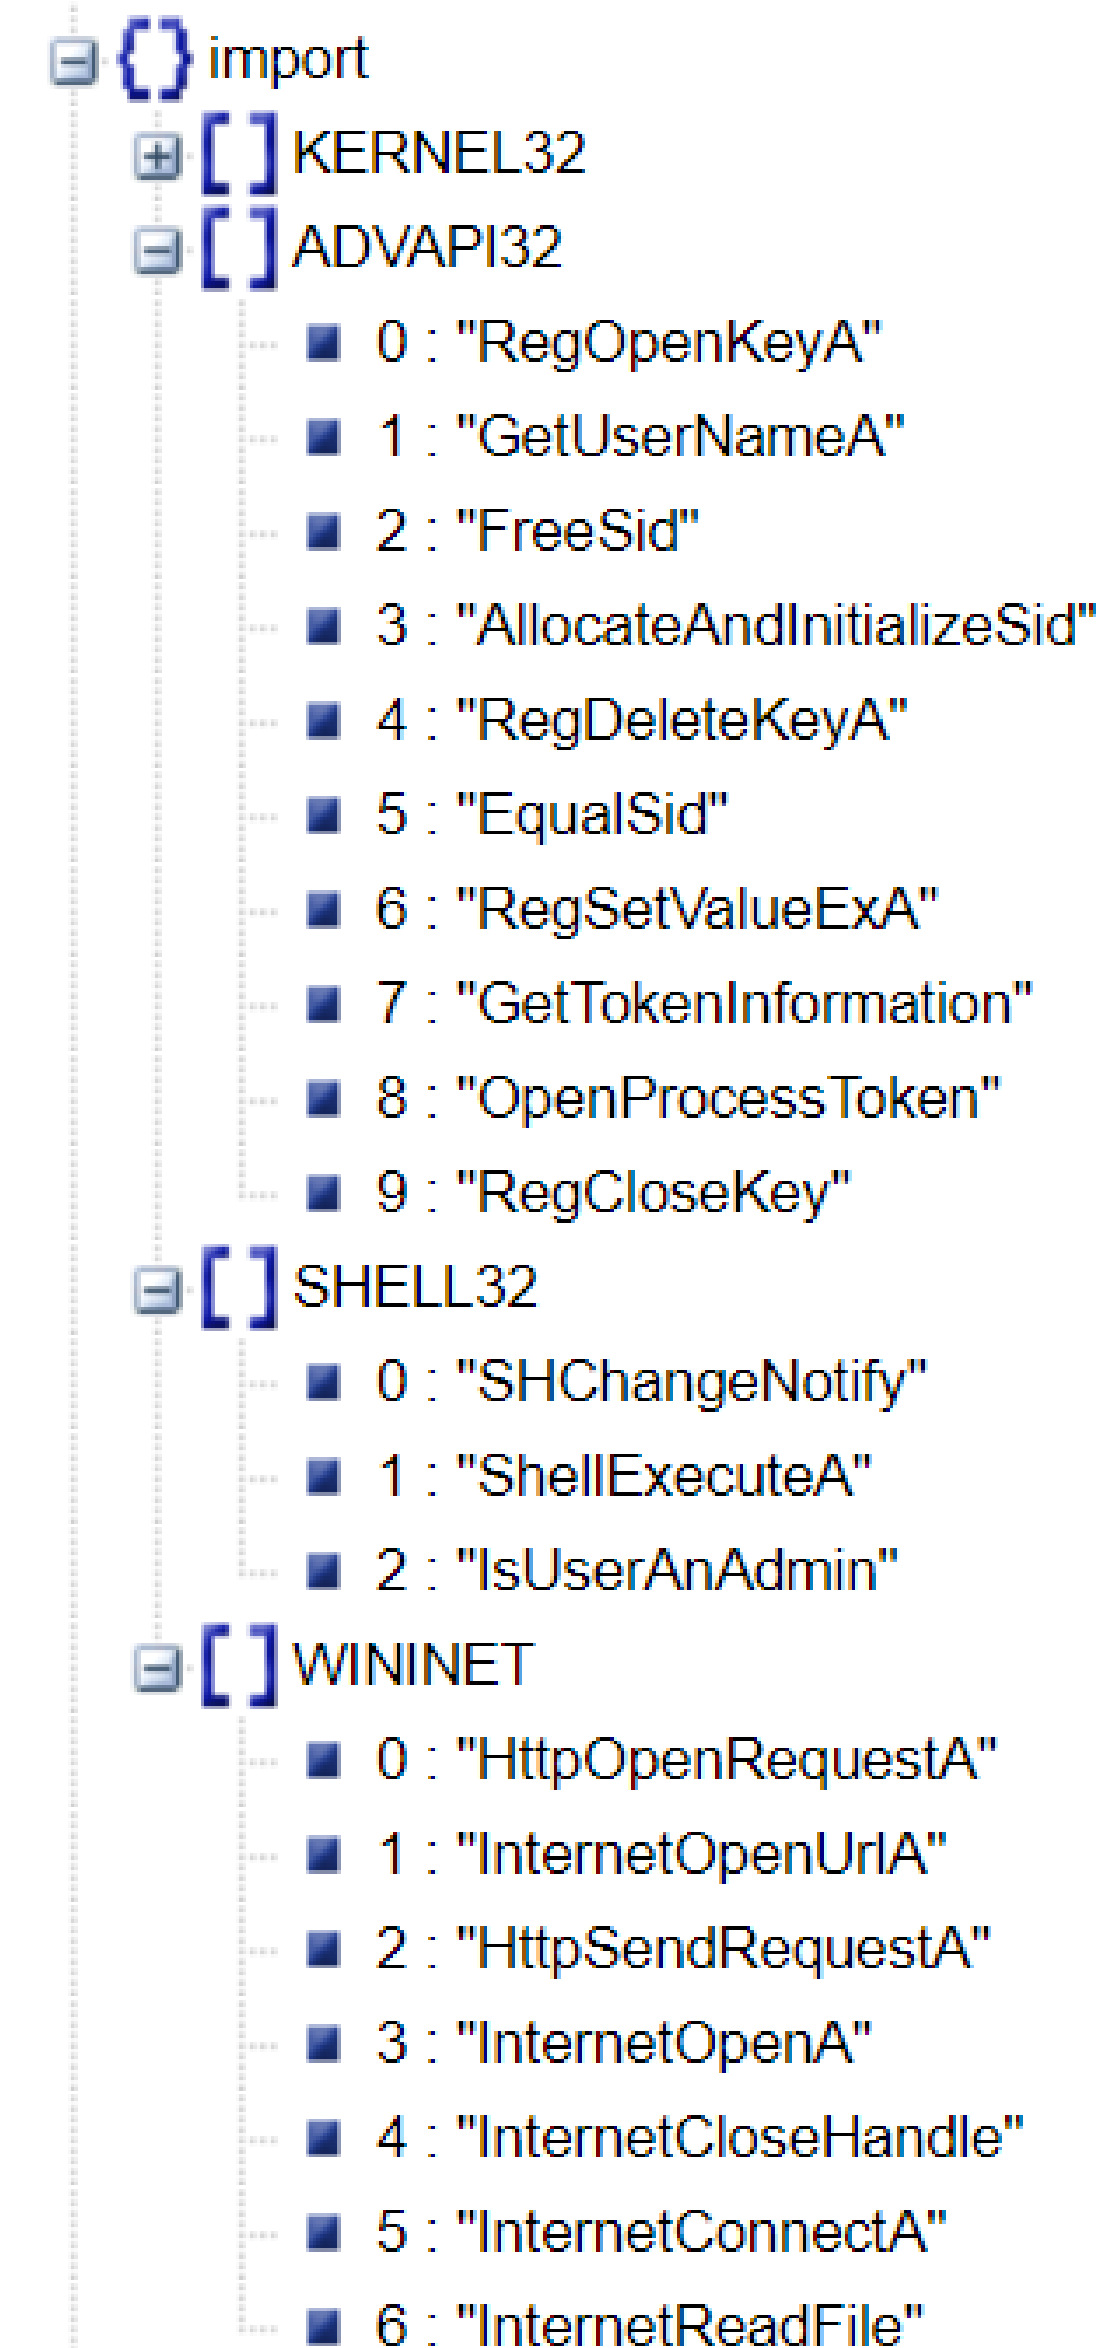 import
KERNEL32
ADVAPI32
0 : "RegOpenKeyA"
1 : "GetUserNameA"
2 : "FreeSid"
3 : "AllocateAndInitializeSid"
4 : "RegDeleteKeyA"
5 : "EqualSid"
6 : "RegSetValueExA"
7 : "GetTokenInformation"
8 : "OpenProcessToken"
9 : "RegCloseKey"
SHELL32
0 : "SHChangeNotify"
1 : "ShellExecuteA"
2 : "IsUserAnAdmin"
WININET
0 : "HttpOpenRequestA"
1 : "InternetOpenUrlA"
2 : "HttpSendRequestA"
3 : "InternetOpenA"
4 : "InternetCloseHandle"
5 : "InternetConnectA"
6 : "InternetReadFile"